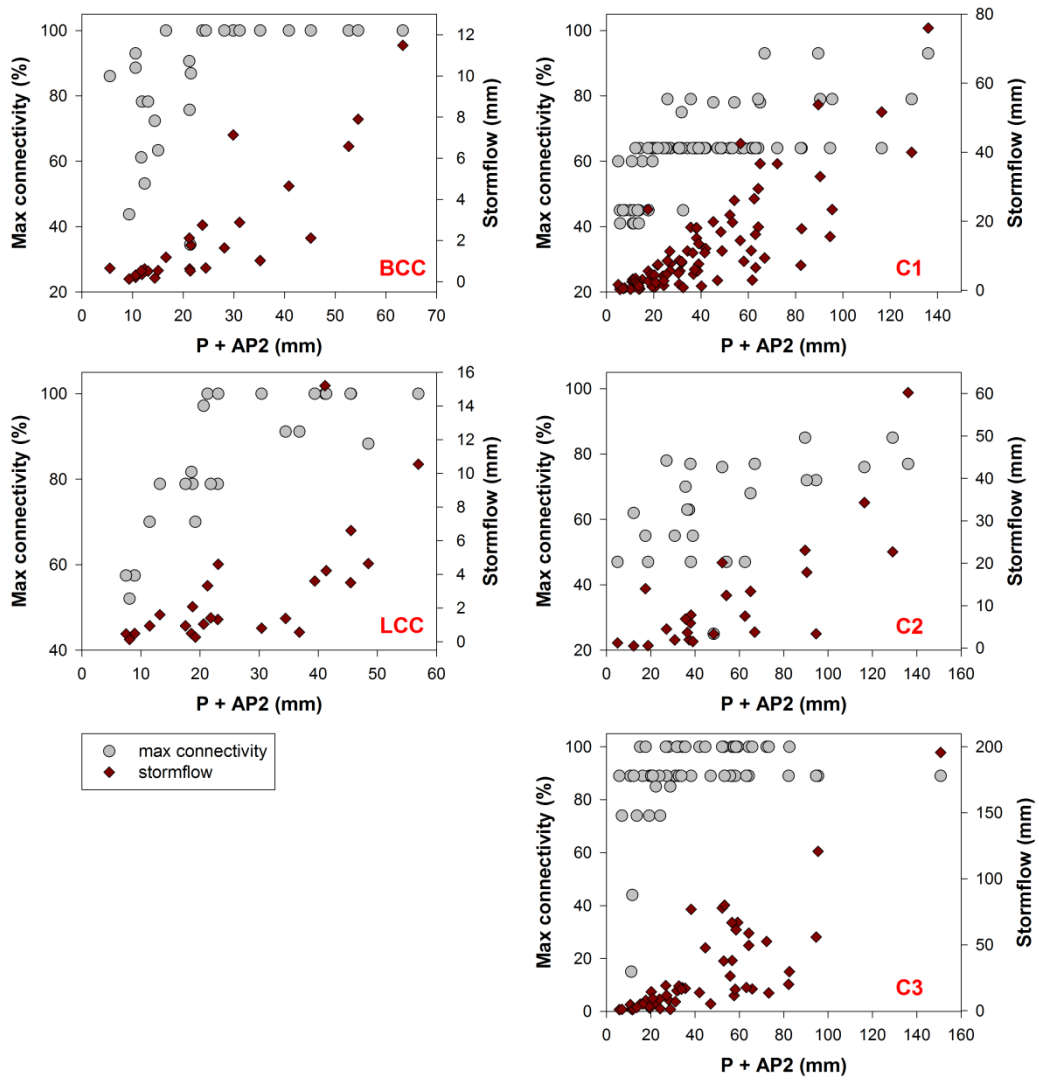 Max connectivity (%)
100
80
60
40
20
12
10
8
6
4
2
0
Stormflow (mm)
BCC
0 10 20 30 40 50 60 70
P + AP2 (mm)
Max connectivity (%)
100
80
60
40
20
80
60
40
20
0
Stormflow (mm)
C1
0 20 40 60 80 100 120 140
P + AP2 (mm)
Max connectivity (%)
100
80
60
40
16
14
12
10
8
6
4
2
0
Stormflow (mm)
LCC
0 10 20 30 40 50 60
P + AP2 (mm)
Max connectivity (%)
100
80
60
40
20
60
50
40
30
20
10
0
Stormflow (mm)
C2
0 20 40 60 80 100 120 140 160
P + AP2 (mm)
max connectivity
stormflow
Max connectivity (%)
100
80
60
40
20
0
200
150
100
50
0
Stormflow (mm)
C3
0 20 40 60 80 100 120 140 160
P + AP2 (mm)